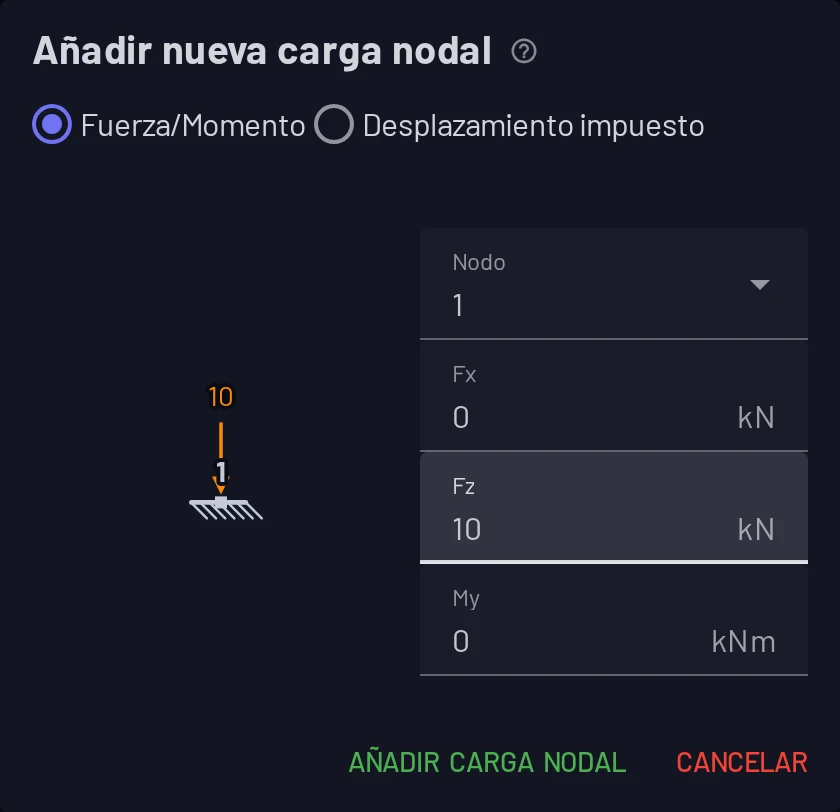 Añadir nueva carga nodal ?
Fuerza/Momento Desplazamiento impuesto
Nodo
1
Fx
0 kN
10
1
Fz
10 kN
My
0 kNm
AÑADIR CARGA NODAL CANCELAR